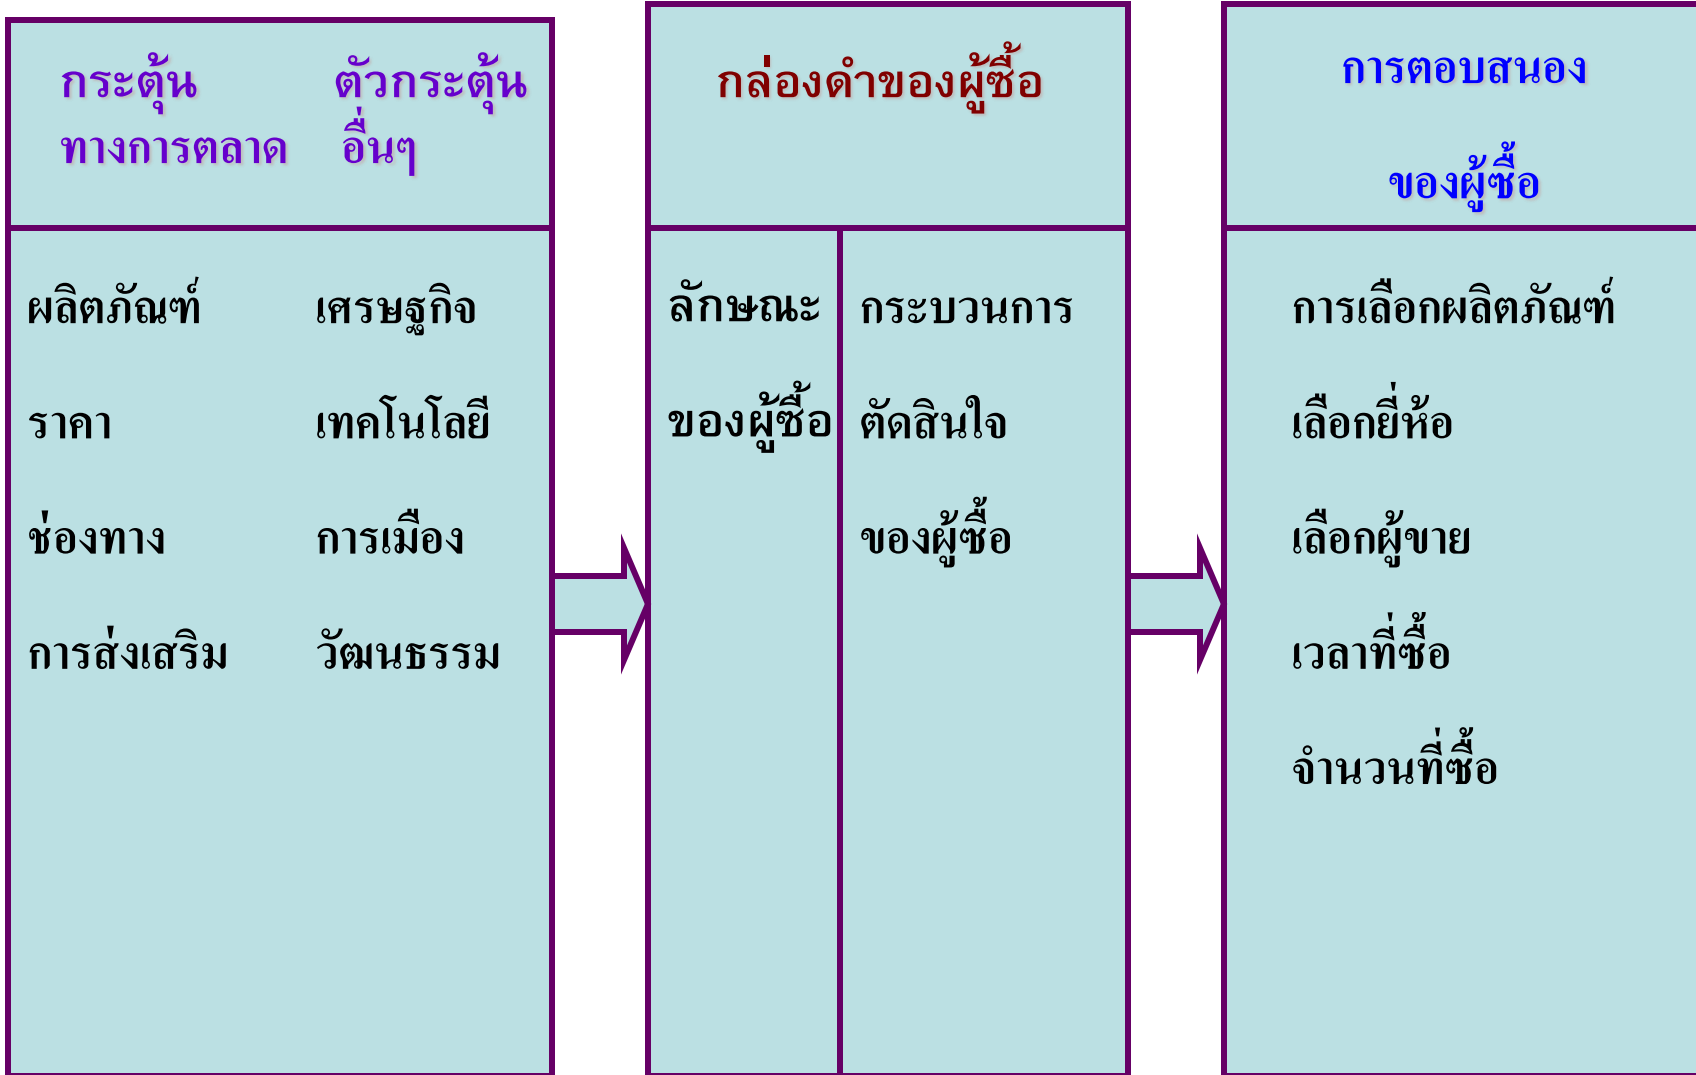 กระตุ้น ตัวกระตุ้น
ทางการตลาด อื่นๆ
ผลิตภัณฑ์ เศรษฐกิจ
ราคา เทคโนโลยี
ช่องทาง การเมือง
การส่งเสริม วัฒนธรรม
กล่องดำของผู้ซื้อ
ลักษณะ
ของผู้ซื้อ
กระบวนการ
ตัดสินใจ
ของผู้ซื้อ
การตอบสนอง
ของผู้ซื้อ
การเลือกผลิตภัณฑ์
เลือกยี่ห้อ
เลือกผู้ขาย
เวลาที่ซื้อ
จำนวนที่ซื้อ